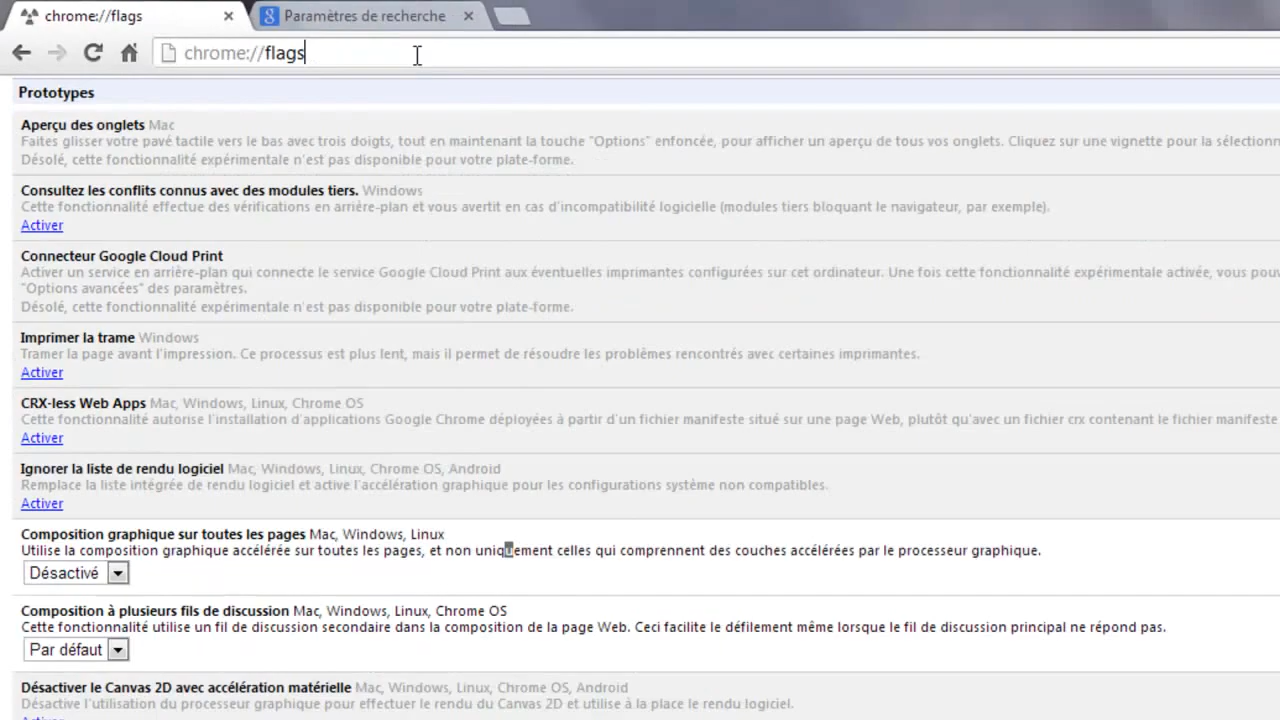 chrome://flags
Paramètres de recherche
chrome://flags
Prototypes
Aperçu des onglets Mac
Faites glisser votre pavé tactile vers le bas avec trois doigts, tout en maintenant la touche "Options" enfoncée, pour afficher un aperçu de tous vos onglets. Cliquez sur une vignette pour la sélectionn
Désolé, cette fonctionnalité expérimentale n'est pas disponible pour votre plate-forme.
Consultez les conflits connus avec des modules tiers. Windows
Cette fonctionnalité effectue des vérifications en arrière-plan et vous avertit en cas d'incompatibilité logicielle (modules tiers bloquant le navigateur, par exemple).
Activer
Connecteur Google Cloud Print
Activer un service en arrière-plan qui connecte le service Google Cloud Print aux éventuelles imprimantes configurées sur cet ordinateur. Une fois cette fonctionnalité expérimentale activée, vous pouv
"Options avancées" des paramètres.
Désolé, cette fonctionnalité expérimentale n'est pas disponible pour votre plate-forme.
Imprimer la trame Windows
Tramer la page avant l'impression. Ce processus est plus lent, mais il permet de résoudre les problèmes rencontrés avec certaines imprimantes.
Activer
CRX-less Web Apps Mac, Windows, Linux, Chrome OS
Cette fonctionnalité autorise l'installation d'applications Google Chrome déployées à partir d'un fichier manifeste situé sur une page Web, plutôt qu'avec un fichier crx contenant le fichier manifeste
Activer
Ignorer la liste de rendu logiciel Mac, Windows, Linux, Chrome OS, Android
Remplace la liste intégrée de rendu logiciel et active l'accélération graphique pour les configurations système non compatibles.
Activer
Composition graphique sur toutes les pages Mac, Windows, Linux
Utilise la composition graphique accélérée sur toutes les pages, et non uniquement celles qui comprennent des couches accélérées par le processeur graphique.
Désactivé
Composition à plusieurs fils de discussion Mac, Windows, Linux, Chrome OS
Cette fonctionnalité utilise un fil de discussion secondaire dans la composition de la page Web. Ceci facilite le défilement même lorsque le fil de discussion principal ne répond pas.
Par défaut
Désactiver le Canvas 2D avec accélération matérielle Mac, Windows, Linux, Chrome OS, Android
Désactive l'utilisation du processeur graphique pour effectuer le rendu du Canvas 2D et utilise à la place le rendu logiciel.